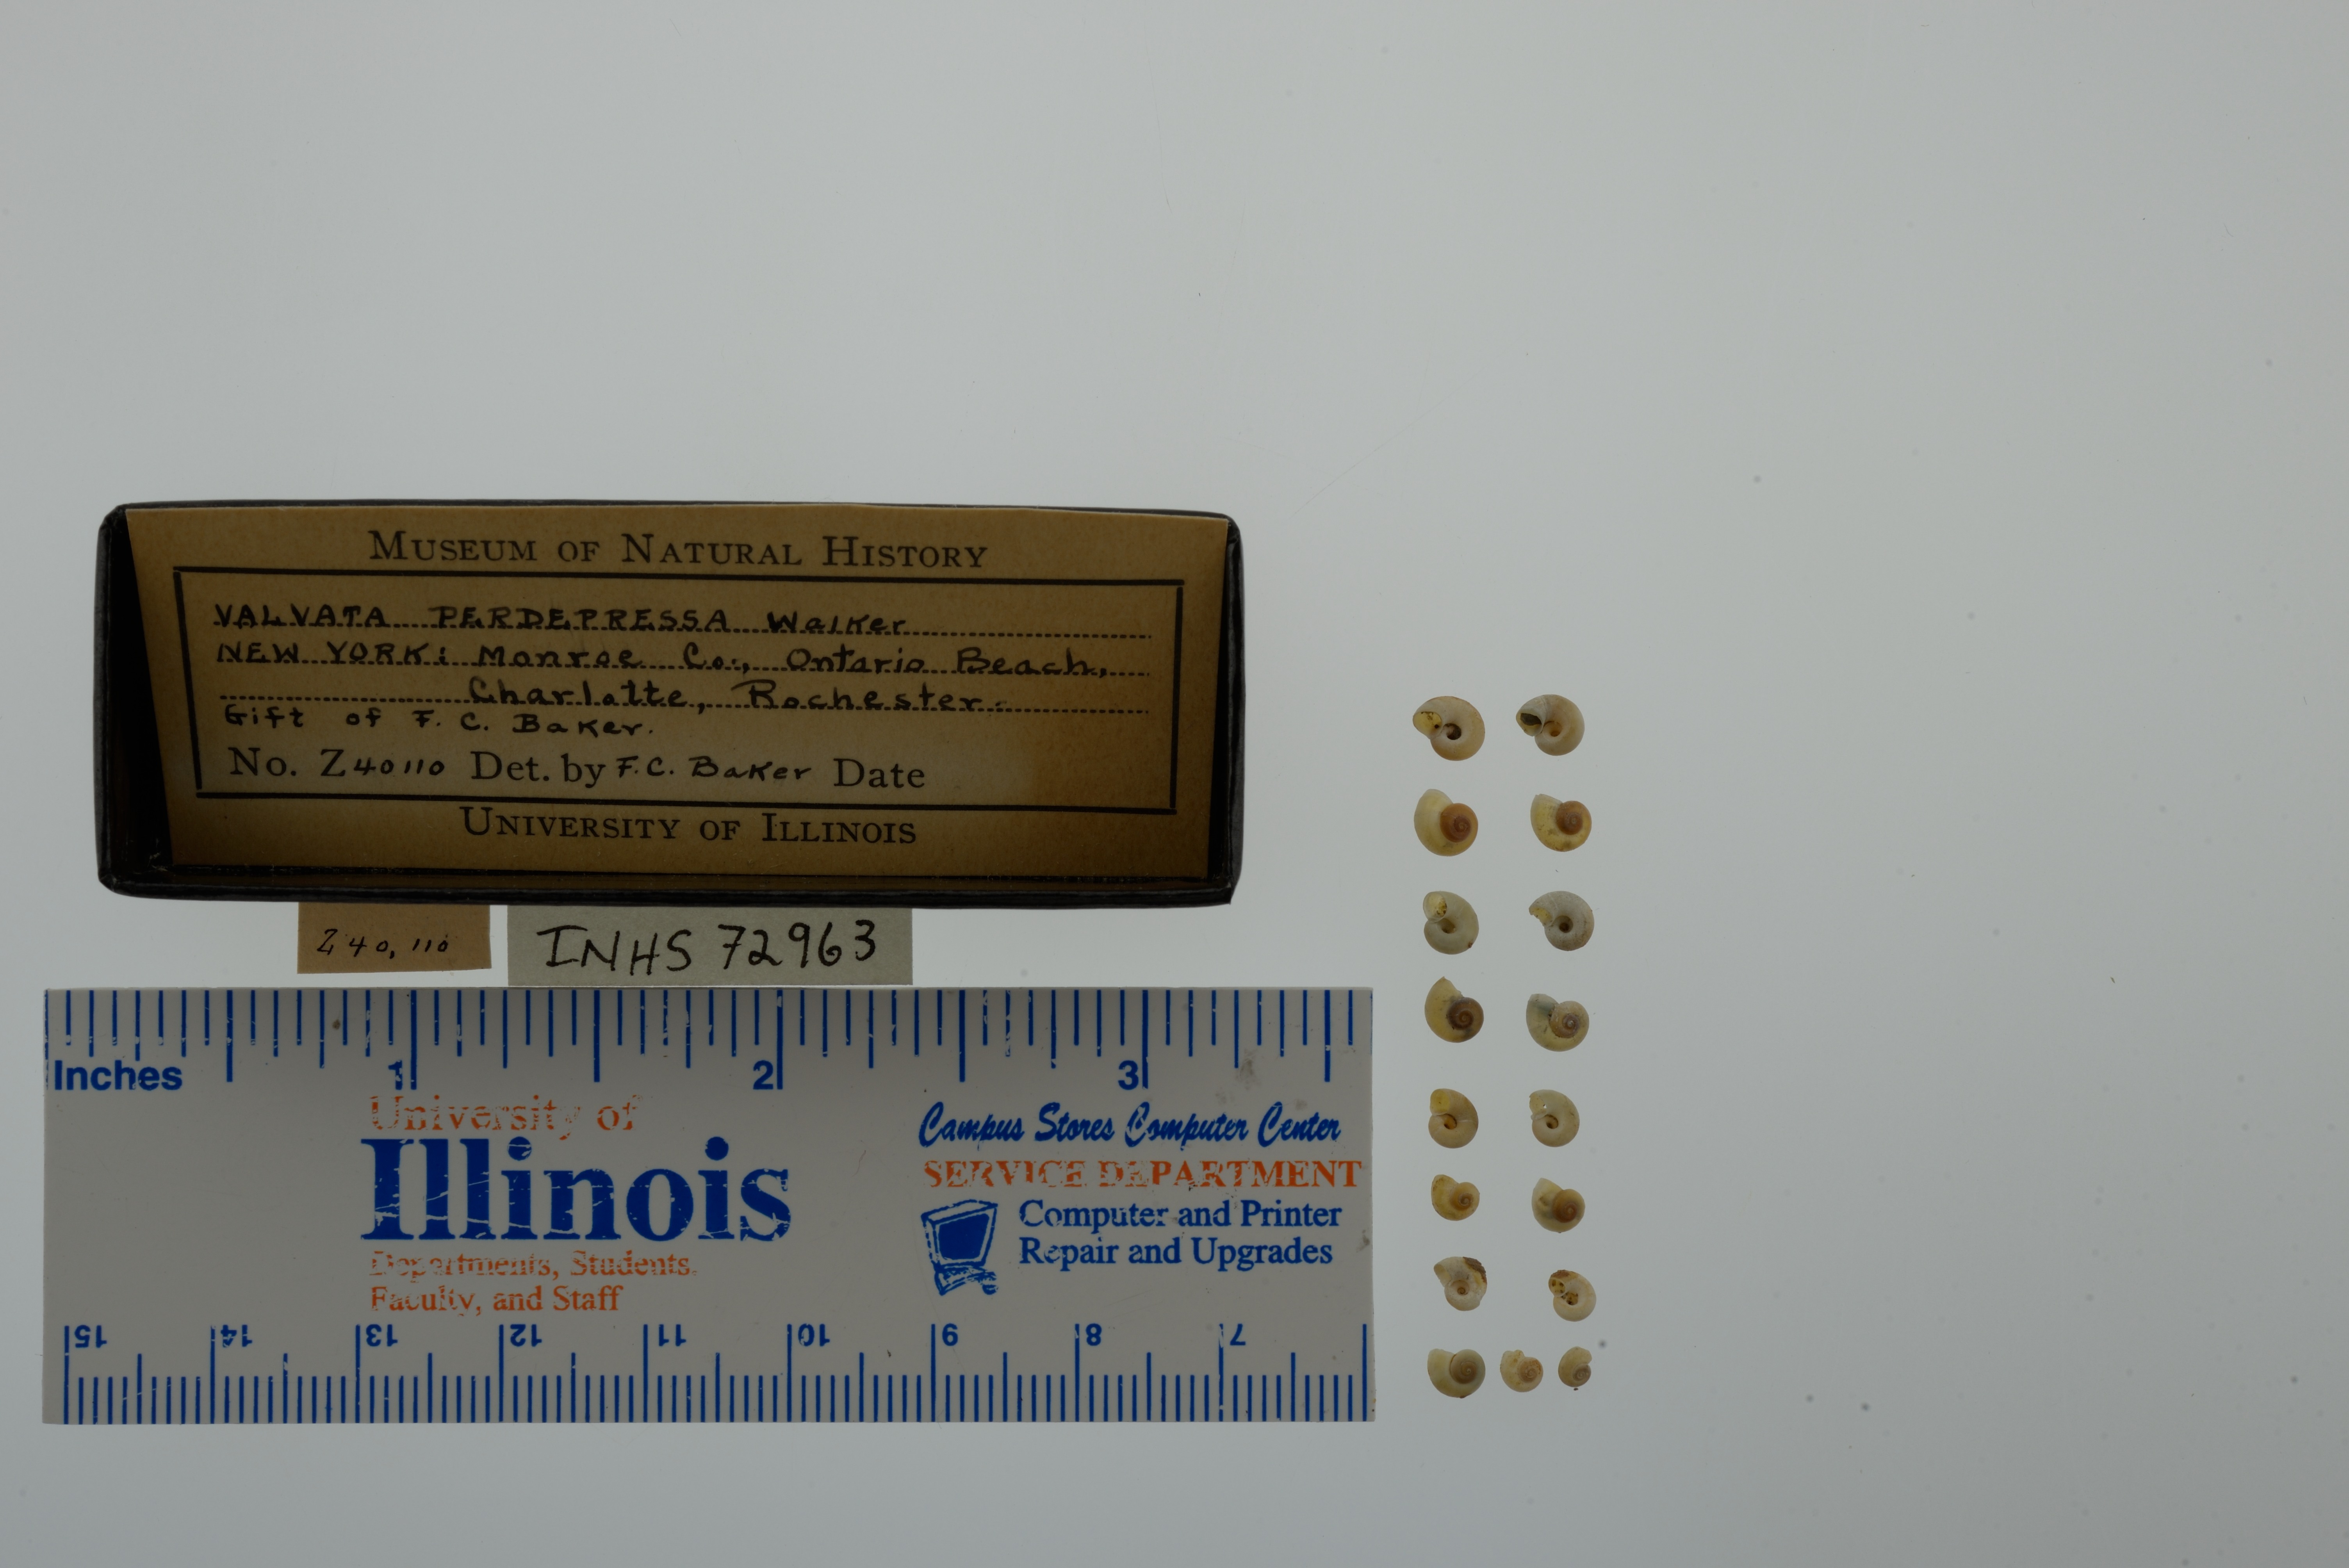 MUSEUM OF NATURAL HISTORY
VALVATA PERDEPRESSA Walker
NEW YORK: Monroe Co., Ontario Beach,
Charlotte, Rochester.
Gift of F. C. Baker.
No. Z40110 Det. by F.C. Baker Date
UNIVERSITY OF ILLINOIS
Z40,110
INHS 72963
Inches 1 2 3
University of
Illinois
Departments, Students,
Faculty, and Staff
Campus Stores Computer Center
SERVICE DEPARTMENT
Computer and Printer
Repair and Upgrades
15 14 13 12 11 10 9 8 7